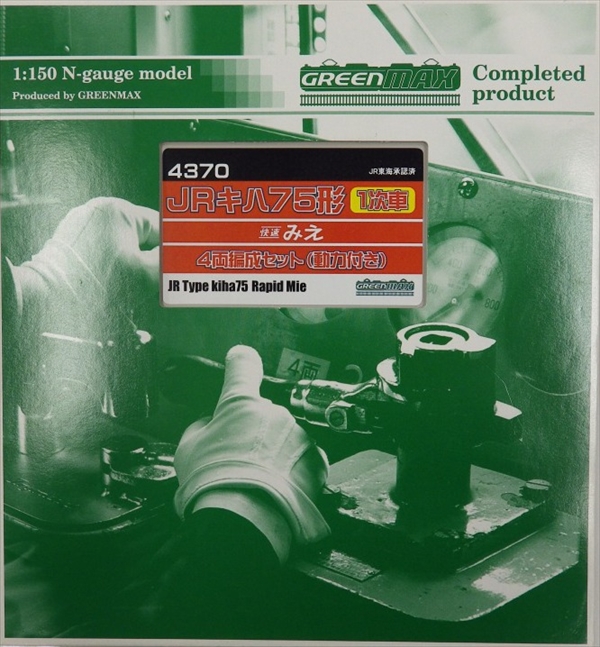 1:150 N-gauge model
Produced by GREENMAX
GREENMAX
Completed
product
4370
JR東海承認済
JRキハ75形 1次車
快速 みえ
4両編成セット(動力付き)
JR Type kiha75 Rapid Mie
GREENMAX
4両